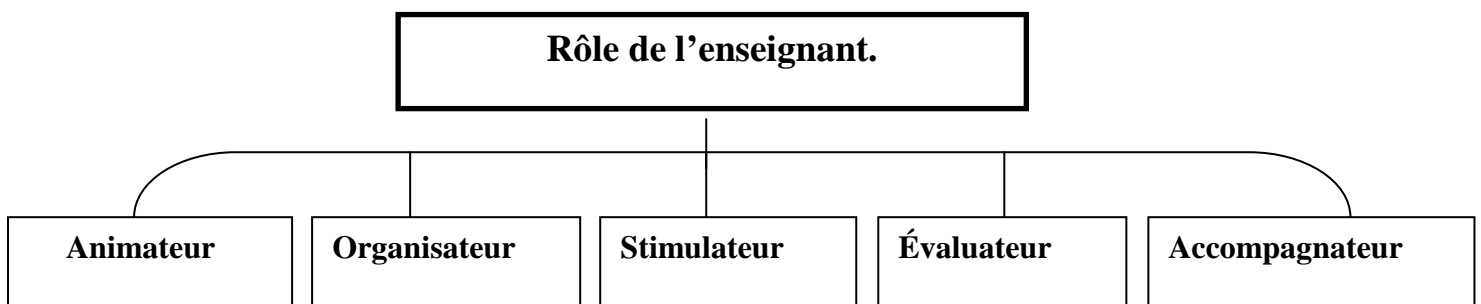 Rôle de l’enseignant.
Animateur
Organisateur
Stimulateur
Évaluateur
Accompagnateur